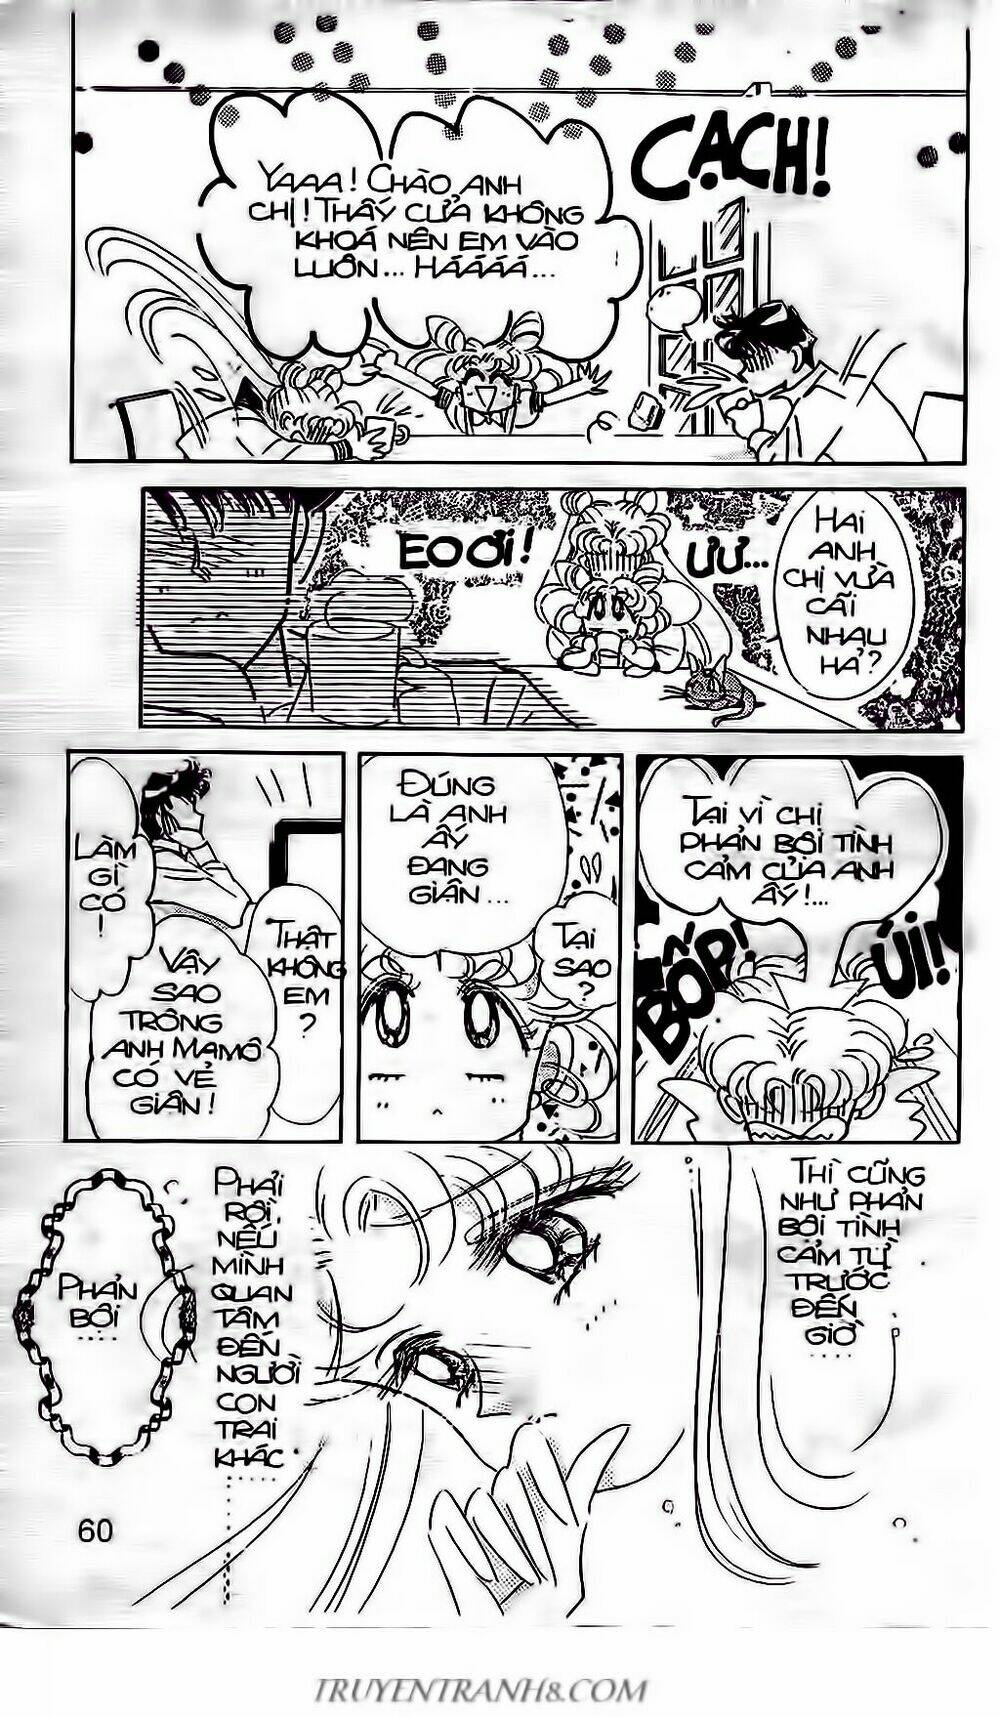 CẠCH!
YAAA! CHÀO ANH
CHỊ! THẤY CỬA KHÔNG
KHOÁ NÊN EM VÀO
LUÔN... HÁÁÁÁ...
HAI
ANH
CHỊ VỪA
CÃI
NHAU
HẢ?
ƯƯ...
EO ƠI!
TẠI VÌ CHỊ
PHẢN BỘI TÌNH
CẢM CỦA ANH
ẤY!...
ÚI!
BỐP!
ĐÚNG
LÀ ANH
ẤY
ĐANG
GIẬN...
TẠI
SAO
?
THẬT
KHÔNG
EM
?
LÀM
GÌ
CÓ
!
VẬY
SAO
TRÔNG
ANH MAMÔ
CÓ VẺ
GIẬN!
THÌ CŨNG
NHƯ PHẢN
BỘI TÌNH
CẢM TỪ
TRƯỚC
ĐẾN
GIỜ
....
PHẢI
RỒI,
NẾU
MÌNH
QUAN
TÂM
ĐẾN
NGƯỜI
CON
TRAI
KHÁC
......
PHẢN
BỘI
....
60
TRUYENTRANH8.COM